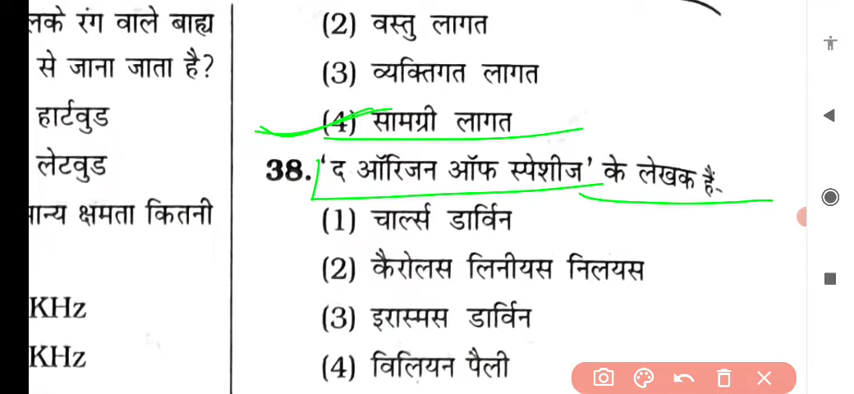 लके रंग वाले बाह्य
से जाना जाता है?
हार्टवुड
लेटवुड
ान्य क्षमता कितनी
KHz
KHz
(2) वस्तु लागत
(3) व्यक्तिगत लागत
(4) सामग्री लागत
38. 'द ऑरिजन ऑफ स्पेशीज' के लेखक हैं-
(1) चार्ल्स डार्विन
(2) कैरोलस लिनीयस निलयस
(3) इरास्मस डार्विन
(4) विलियन पैली